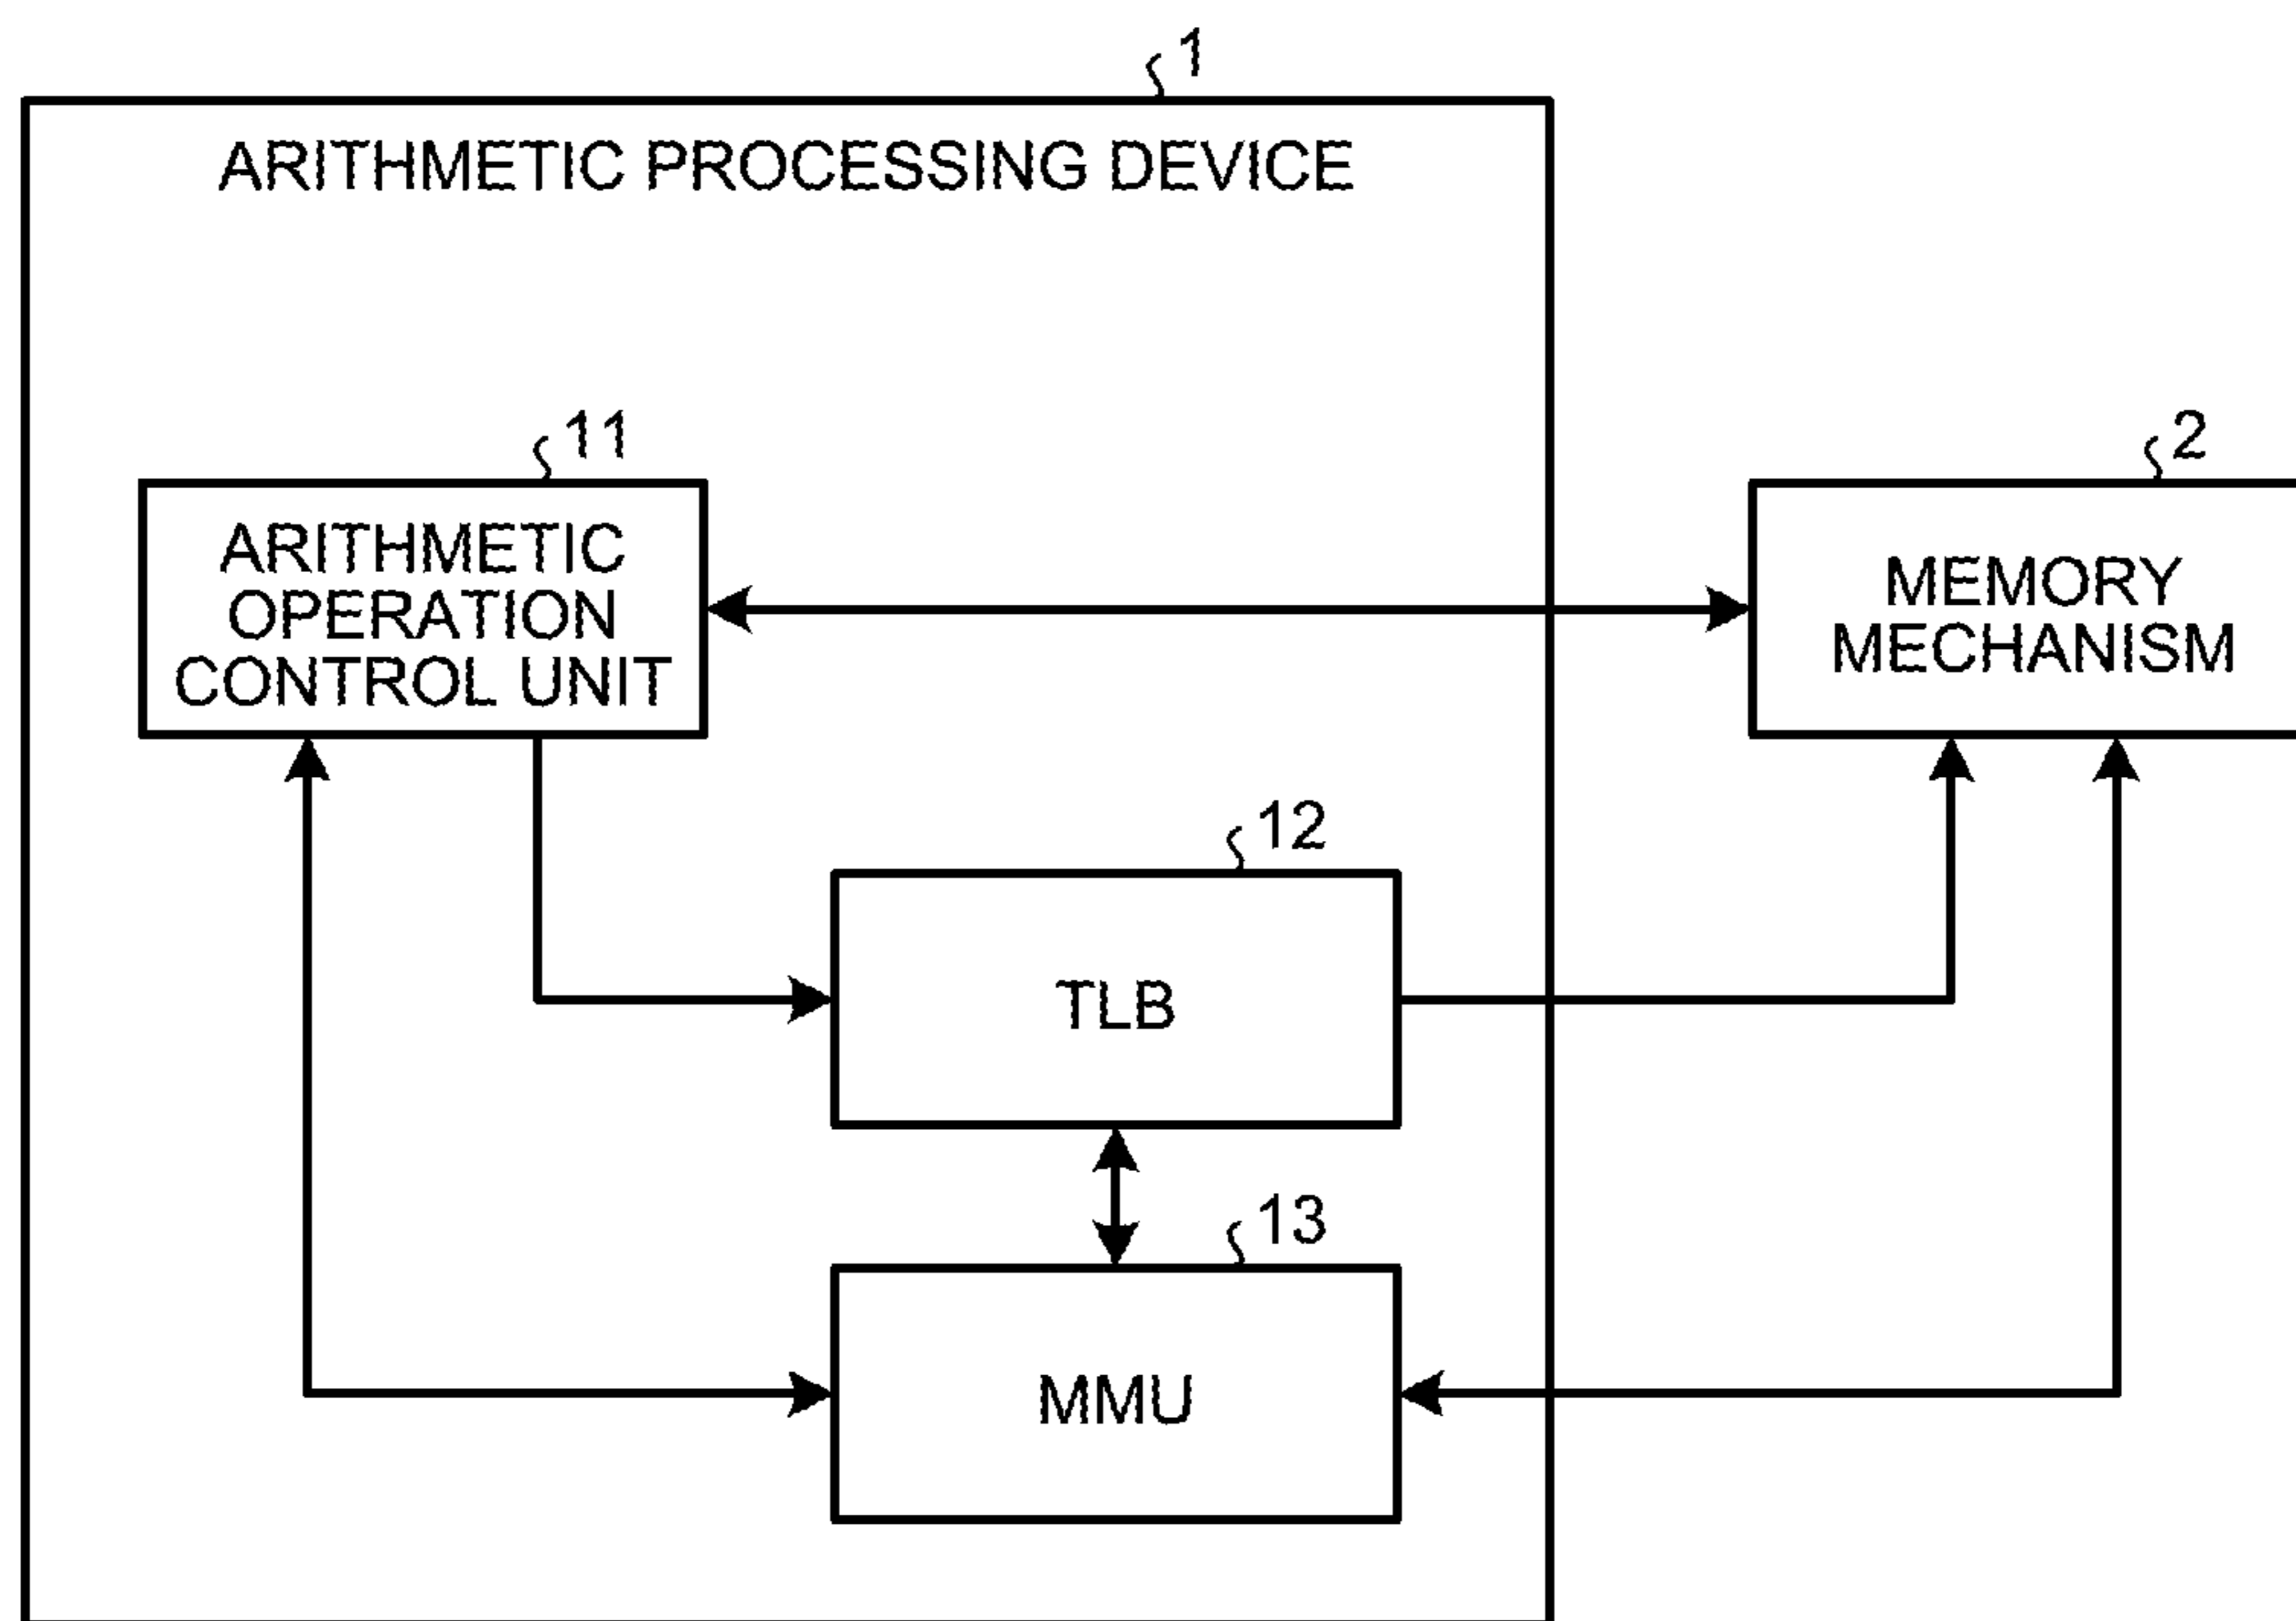 1
ARITHMETIC PROCESSING DEVICE
11
ARITHMETIC
OPERATION
CONTROL UNIT
2
MEMORY
MECHANISM
12
TLB
13
MMU